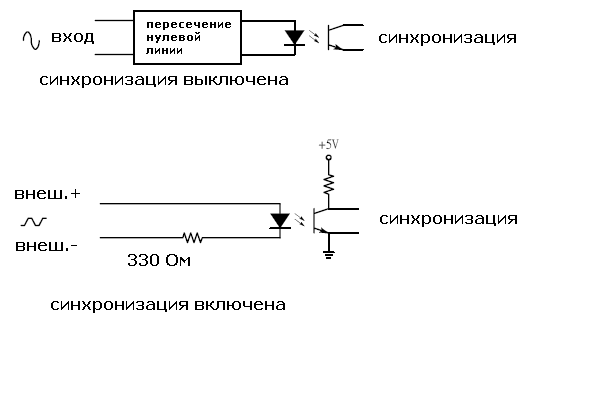 пересечение
нулевой
линии
вход
синхронизация
синхронизация выключена
+5V
внеш.+
синхронизация
внеш.-
330 Ом
синхронизация включена